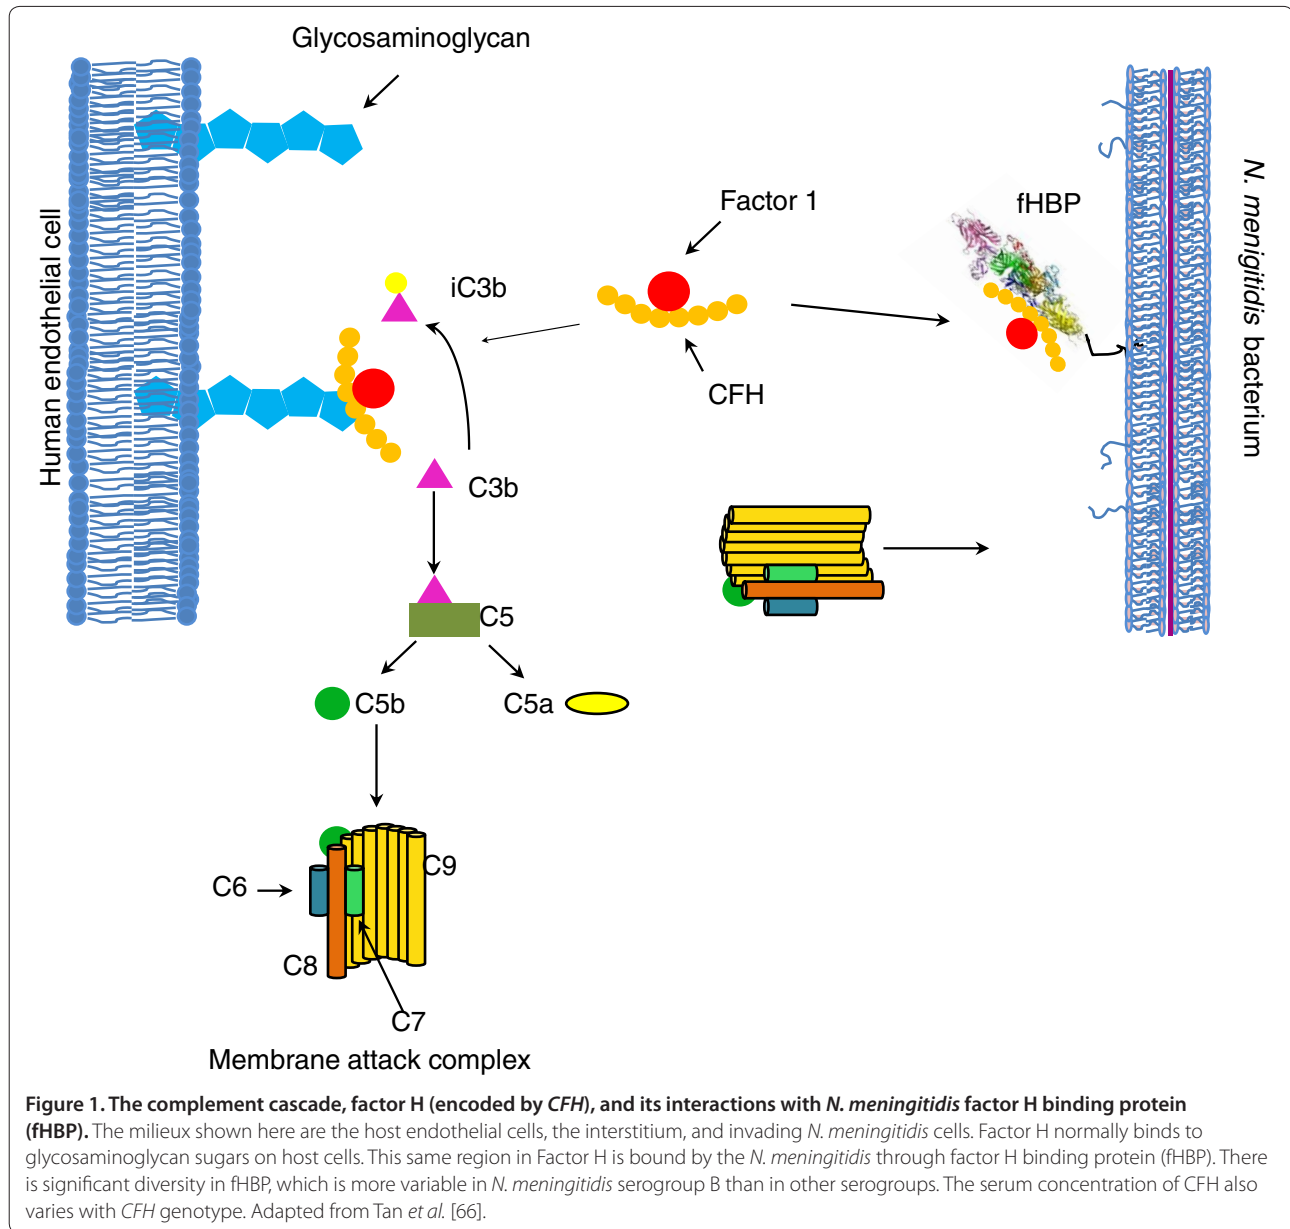 Glycosaminoglycan
Human endothelial cell
Factor 1
fHBP
N. menigitidis bacterium
iC3b
CFH
C3b
C5
C5b
C5a
C9
C6
C8
C7
Membrane attack complex
Figure 1. The complement cascade, factor H (encoded by CFH), and its interactions with N. meningitidis factor H binding protein
(fHBP). The milieux shown here are the host endothelial cells, the interstitium, and invading N. meningitidis cells. Factor H normally binds to
glycosaminoglycan sugars on host cells. This same region in Factor H is bound by the N. meningitidis through factor H binding protein (fHBP). There
is significant diversity in fHBP, which is more variable in N. meningitidis serogroup B than in other serogroups. The serum concentration of CFH also
varies with CFH genotype. Adapted from Tan et al. [66].